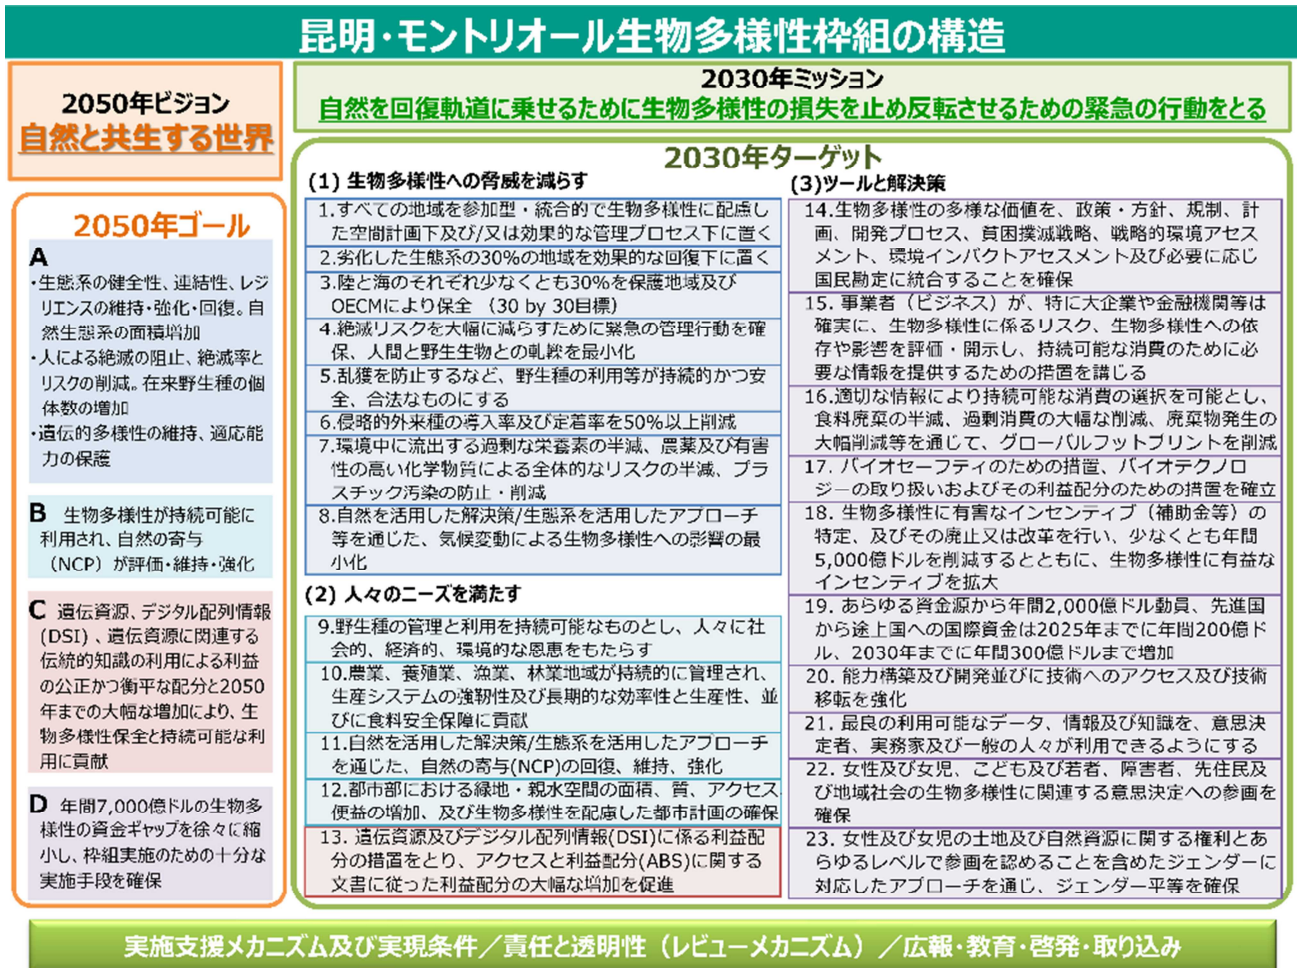 昆明・モントリオール生物多様性枠組の構造
2050年ビジョン
自然と共生する世界
2030年ミッション
自然を回復軌道に乗せるために生物多様性の損失を止め反転させるための緊急の行動をとる
2050年ゴール
A
・生態系の健全性、連結性、レジ
リエンスの維持・強化・回復。自
然生態系の面積増加
・人による絶滅の阻止、絶滅率と
リスクの削減。在来野生種の個
体数の増加
・遺伝的多様性の維持、適応能
力の保護
B 生物多様性が持続可能に
利用され、自然の寄与
（NCP）が評価・維持・強化
C 遺伝資源、デジタル配列情報
(DSI) 、遺伝資源に関連する
伝統的知識の利用による利益
の公正かつ衡平な配分と2050
年までの大幅な増加により、生
物多様性保全と持続可能な利
用に貢献
D 年間7,000億ドルの生物多
様性の資金ギャップを徐々に縮
小し、枠組実施のための十分な
実施手段を確保
2030年ターゲット
(1) 生物多様性への脅威を減らす
1.すべての地域を参加型・統合的で生物多様性に配慮し
た空間計画下及び/又は効果的な管理プロセス下に置く
2.劣化した生態系の30%の地域を効果的な回復下に置く
3.陸と海のそれぞれ少なくとも30%を保護地域及び
OECMにより保全 （30 by 30目標）
4.絶滅リスクを大幅に減らすために緊急の管理行動を確
保、人間と野生生物との軋轢を最小化
5.乱獲を防止するなど、野生種の利用等が持続的かつ安
全、合法なものにする
6.侵略的外来種の導入率及び定着率を50%以上削減
7.環境中に流出する過剰な栄養素の半減、農薬及び有害
性の高い化学物質による全体的なリスクの半減、プラ
スチック汚染の防止・削減
8.自然を活用した解決策/生態系を活用したアプローチ
等を通じた、気候変動による生物多様性への影響の最
小化
(2) 人々のニーズを満たす
9.野生種の管理と利用を持続可能なものとし、人々に社
会的、経済的、環境的な恩恵をもたらす
10.農業、養殖業、漁業、林業地域が持続的に管理され、
生産システムの強靭性及び長期的な効率性と生産性、並
びに食料安全保障に貢献
11.自然を活用した解決策/生態系を活用したアプローチ
を通じた、自然の寄与(NCP)の回復、維持、強化
12.都市部における緑地・親水空間の面積、質、アクセス、
便益の増加、及び生物多様性を配慮した都市計画の確保
13. 遺伝資源及びデジタル配列情報(DSI)に係る利益配
分の措置をとり、アクセスと利益配分(ABS)に関する
文書に従った利益配分の大幅な増加を促進
(3)ツールと解決策
14.生物多様性の多様な価値を、政策・方針、規制、計
画、開発プロセス、貧困撲滅戦略、戦略的環境アセス
メント、環境インパクトアセスメント及び必要に応じ
国民勘定に統合することを確保
15. 事業者（ビジネス）が、特に大企業や金融機関等は
確実に、生物多様性に係るリスク、生物多様性への依
存や影響を評価・開示し、持続可能な消費のために必
要な情報を提供するための措置を講じる
16.適切な情報により持続可能な消費の選択を可能とし、
食料廃棄の半減、過剰消費の大幅な削減、廃棄物発生の
大幅削減等を通じて、グローバルフットプリントを削減
17. バイオセーフティのための措置、バイオテクノロ
ジーの取り扱いおよびその利益配分のための措置を確立
18. 生物多様性に有害なインセンティブ（補助金等）の
特定、及びその廃止又は改革を行い、少なくとも年間
5,000億ドルを削減するとともに、生物多様性に有益な
インセンティブを拡大
19. あらゆる資金源から年間2,000億ドル動員、先進国
から途上国への国際資金は2025年までに年間200億ド
ル、2030年までに年間300億ドルまで増加
20. 能力構築及び開発並びに技術へのアクセス及び技術
移転を強化
21. 最良の利用可能なデータ、情報及び知識を、意思決
定者、実務家及び一般の人々が利用できるようにする
22. 女性及び女児、こども及び若者、障害者、先住民及
び地域社会の生物多様性に関連する意思決定への参画を
確保
23. 女性及び女児の土地及び自然資源に関する権利とあ
らゆるレベルで参画を認めることを含めたジェンダーに
対応したアプローチを通じ、ジェンダー平等を確保
実施支援メカニズム及び実現条件／責任と透明性（レビューメカニズム）／広報・教育・啓発・取り込み